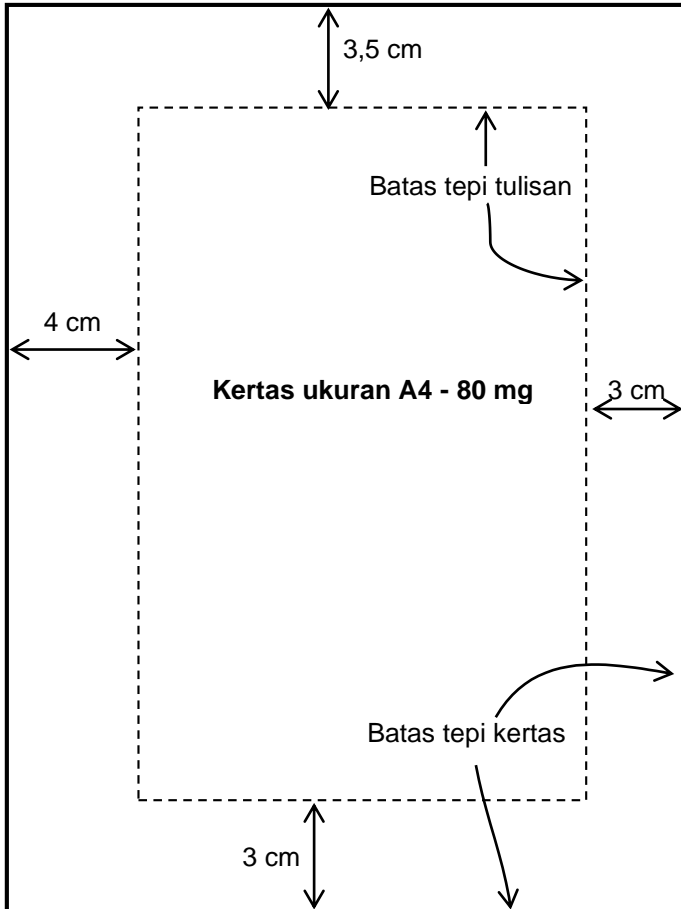 3,5 cm
Batas tepi tulisan
4 cm
Kertas ukuran A4 - 80 mg
3 cm
Batas tepi kertas
3 cm